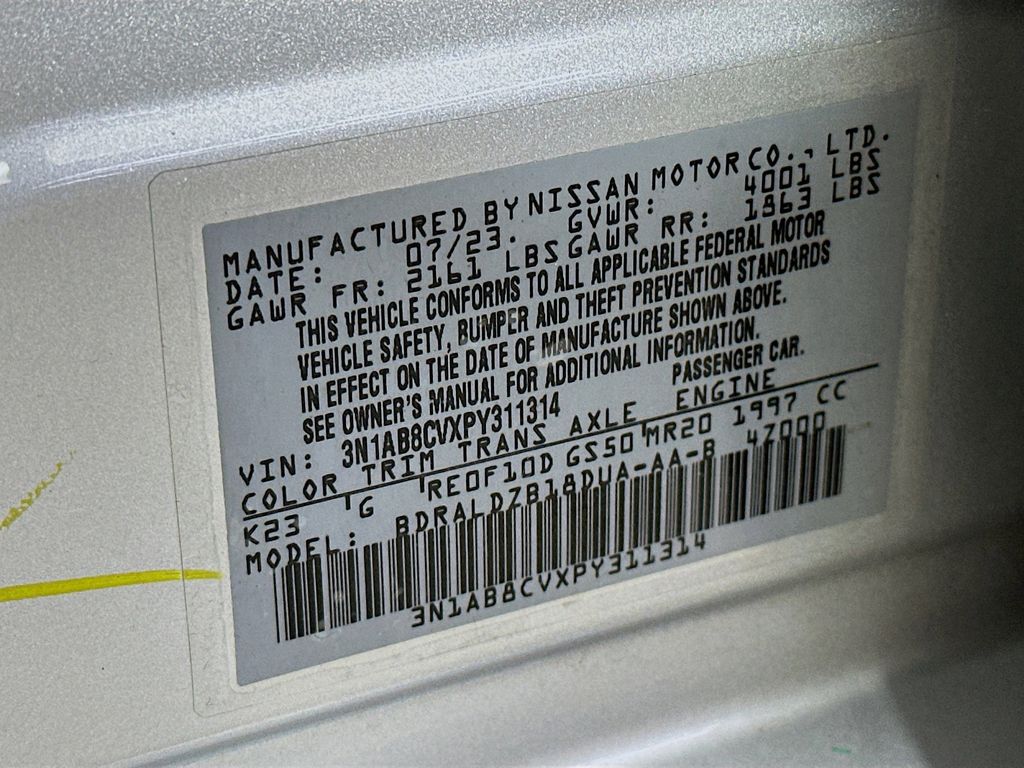 MANUFACTURED BY NISSAN MOTOR CO., LTD.
DATE: 07/23. GVWR: 4001 LBS
GAWR FR: 2161 LBS GAWR RR: 1863 LBS
THIS VEHICLE CONFORMS TO ALL APPLICABLE FEDERAL MOTOR
VEHICLE SAFETY, BUMPER AND THEFT PREVENTION STANDARDS
IN EFFECT ON THE DATE OF MANUFACTURE SHOWN ABOVE.
SEE OWNER'S MANUAL FOR ADDITIONAL INFORMATION.
VIN: 3N1AB8CVXPY311314 PASSENGER CAR.
COLOR TRIM TRANS AXLE ENGINE
K23 G RE0F10D GS50 MR20 1997 CC
MODEL: BDRALDZB18DUA-AA-B 47000
3N1AB8CVXPY311314